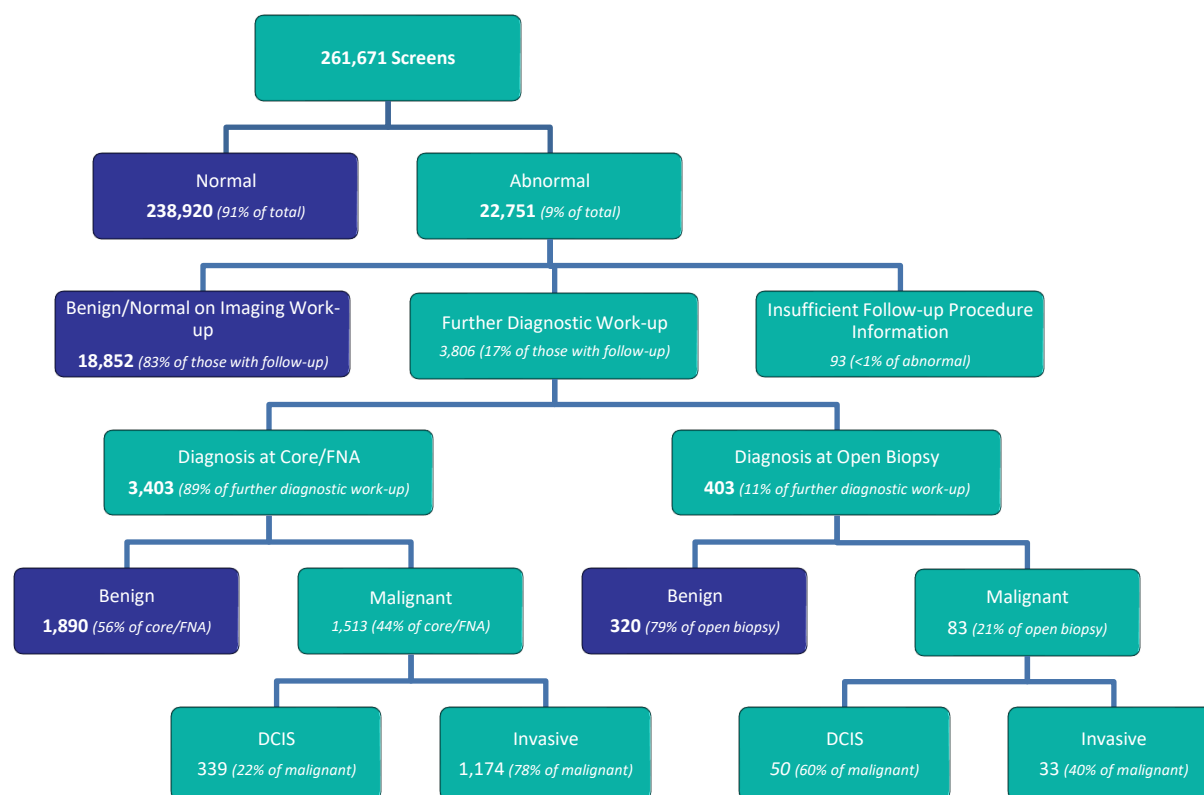 261,671 Screens
Normal
238,920 (91% of total)
Abnormal
22,751 (9% of total)
Benign/Normal on Imaging Work-
up
18,852 (83% of those with follow-up)
Further Diagnostic Work-up
3,806 (17% of those with follow-up)
Insufficient Follow-up Procedure
Information
93 (<1% of abnormal)
Diagnosis at Core/FNA
3,403 (89% of further diagnostic work-up)
Diagnosis at Open Biopsy
403 (11% of further diagnostic work-up)
Benign
1,890 (56% of core/FNA)
Malignant
1,513 (44% of core/FNA)
Benign
320 (79% of open biopsy)
Malignant
83 (21% of open biopsy)
DCIS
339 (22% of malignant)
Invasive
1,174 (78% of malignant)
DCIS
50 (60% of malignant)
Invasive
33 (40% of malignant)